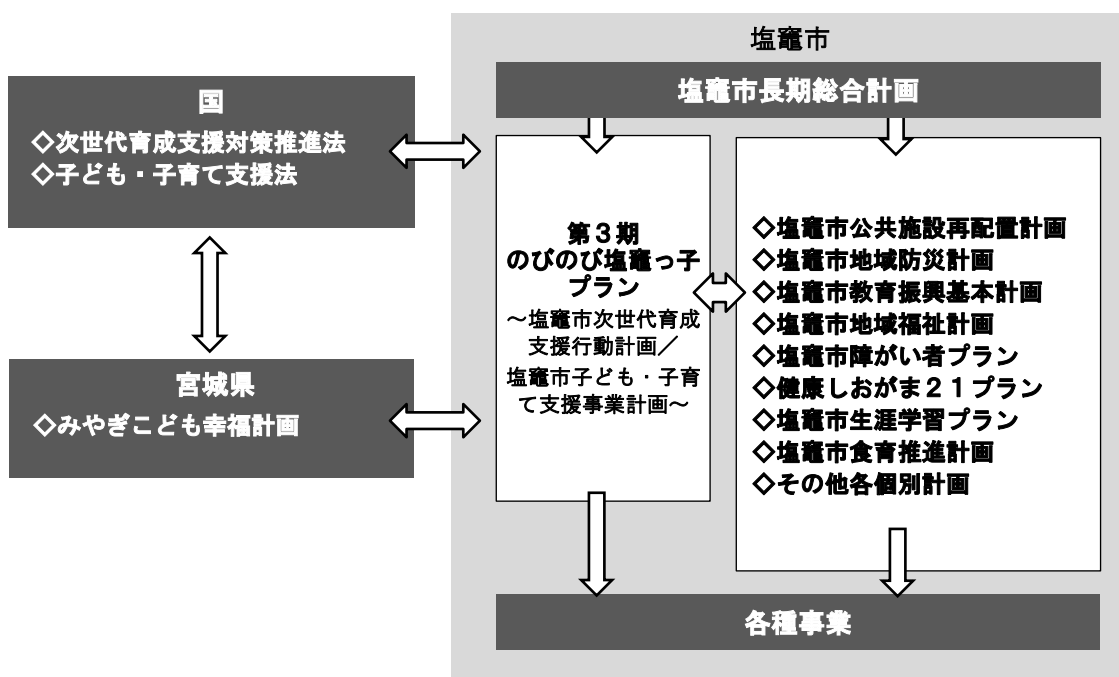 塩竈市
塩竈市長期総合計画
国
◇次世代育成支援対策推進法
◇子ども・子育て支援法
宮城県
◇みやぎこども幸福計画
第３期
のびのび塩竈っ子
プラン
～塩竈市次世代育成
支援行動計画／
塩竈市子ども・子育
て支援事業計画～
◇塩竈市公共施設再配置計画
◇塩竈市地域防災計画
◇塩竈市教育振興基本計画
◇塩竈市地域福祉計画
◇塩竈市障がい者プラン
◇健康しおがま２１プラン
◇塩竈市生涯学習プラン
◇塩竈市食育推進計画
◇その他各個別計画
各種事業